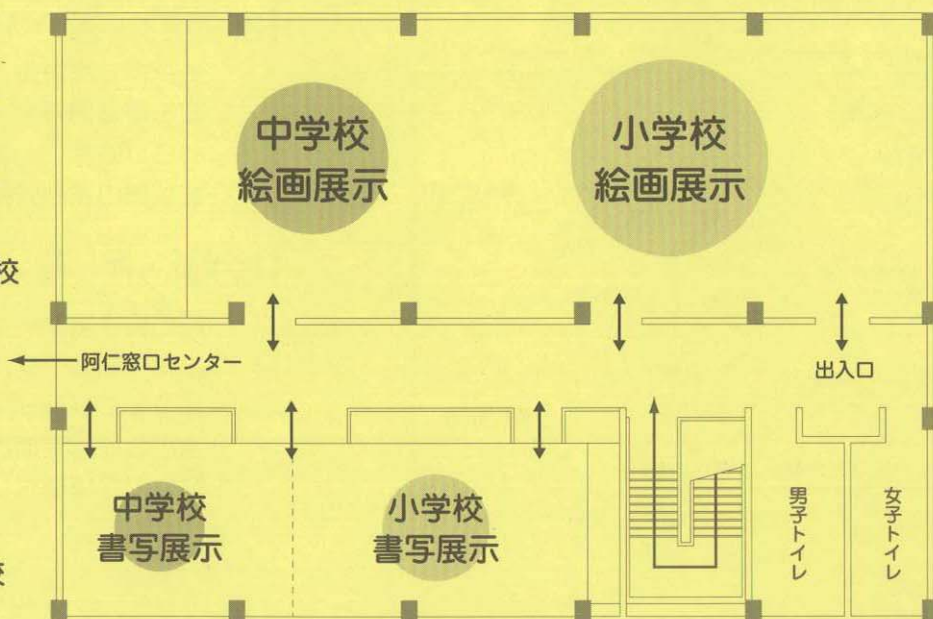 中学校
絵画展示
小学校
絵画展示
校
阿仁窓口センター
出入口
中学校
書写展示
小学校
書写展示
男子トイレ
女子トイレ
校